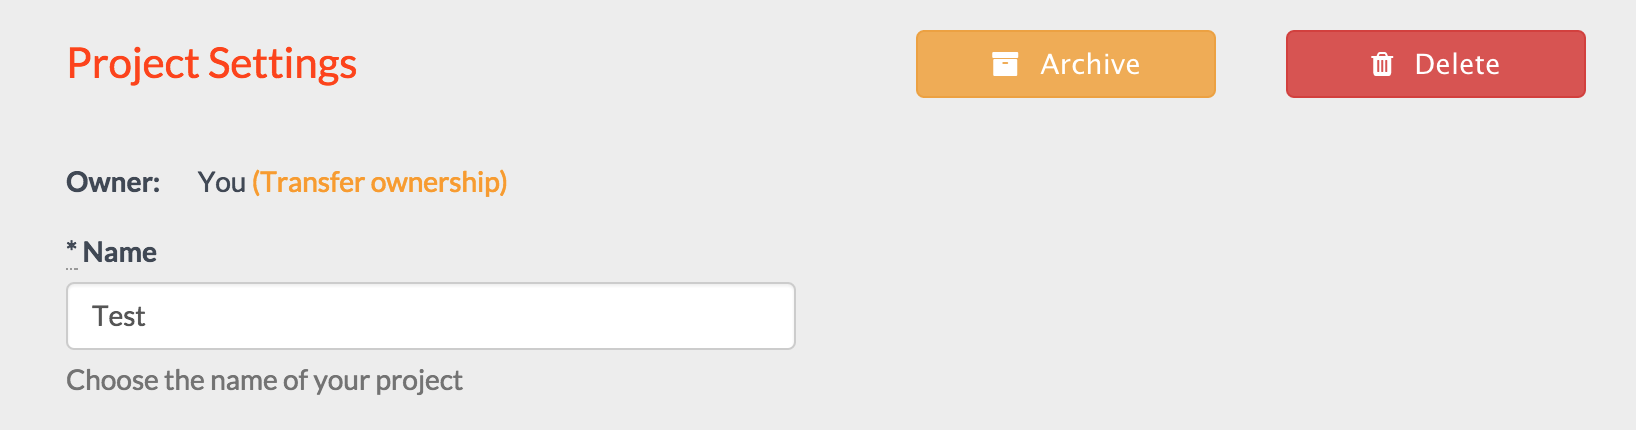 Project Settings
Archive
Delete
Owner: You (Transfer ownership)
* Name
Test
Choose the name of your project